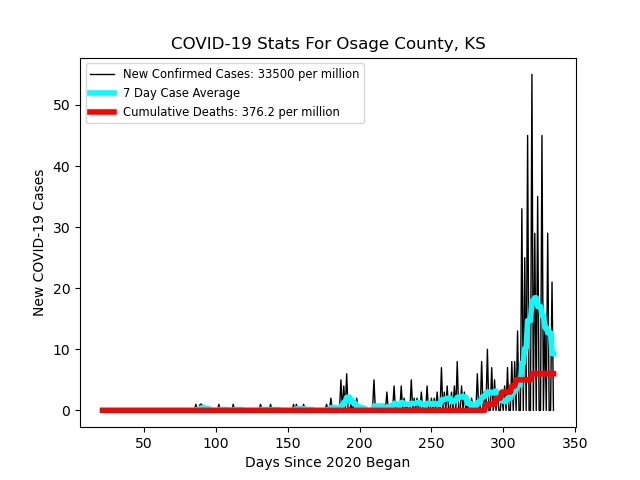 COVID-19 Stats For Osage County, KS
New Confirmed Cases: 33500 per million
7 Day Case Average
Cumulative Deaths: 376.2 per million
New COVID-19 Cases
50
40
30
20
10
0
50 100 150 200 250 300 350
Days Since 2020 Began